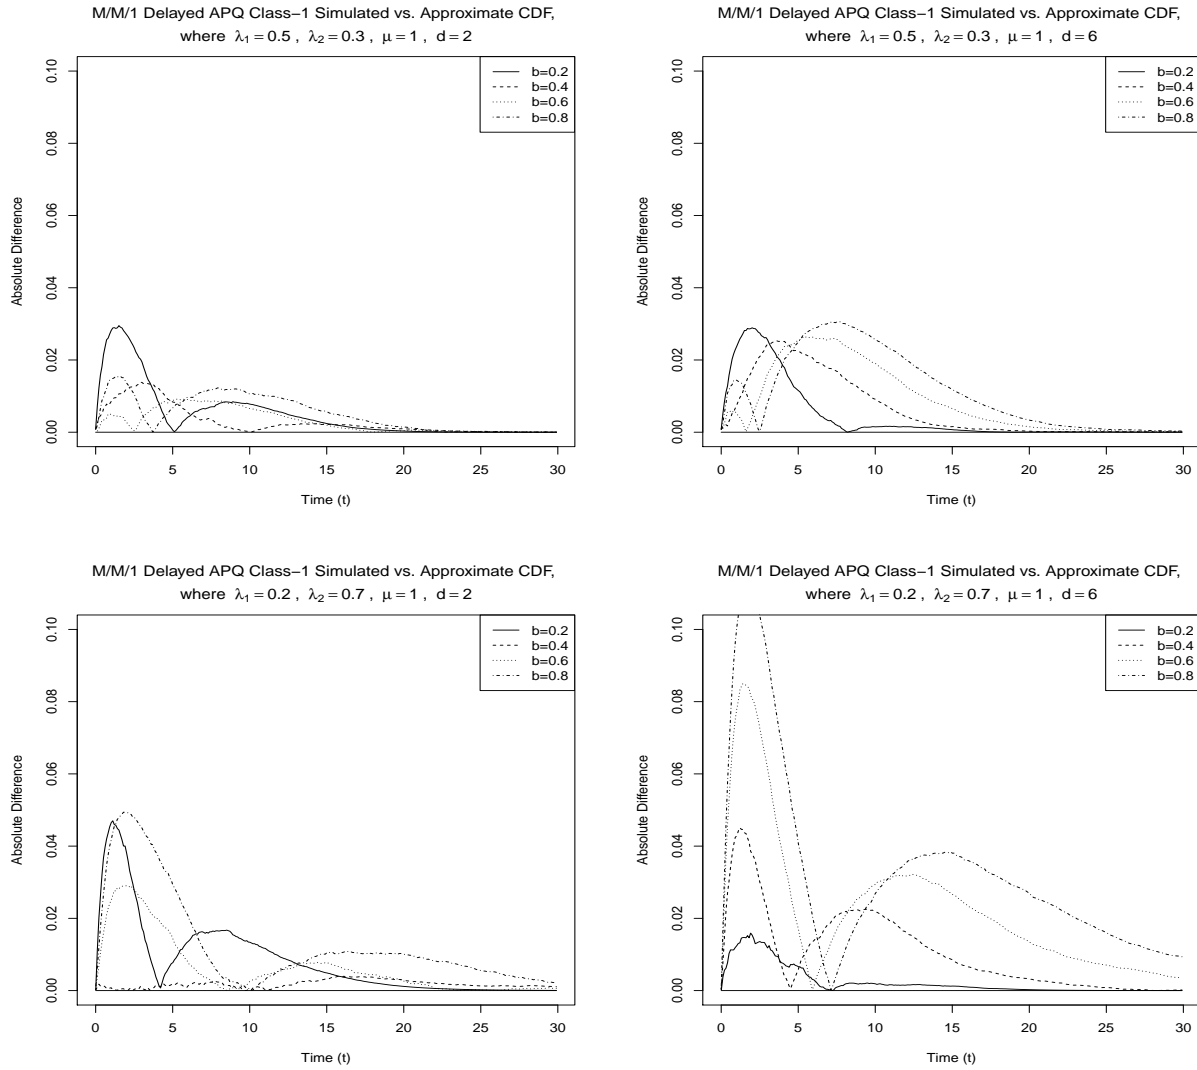 M/M/1 Delayed APQ Class−1 Simulated vs. Approximate CDF,
where λ1 = 0.5 , λ2 = 0.3 , μ = 1 , d = 2
b=0.2
b=0.4
b=0.6
b=0.8
Absolute Difference
0.00 0.02 0.04 0.06 0.08 0.10
0 5 10 15 20 25 30
Time (t)
M/M/1 Delayed APQ Class−1 Simulated vs. Approximate CDF,
where λ1 = 0.5 , λ2 = 0.3 , μ = 1 , d = 6
b=0.2
b=0.4
b=0.6
b=0.8
Absolute Difference
0.00 0.02 0.04 0.06 0.08 0.10
0 5 10 15 20 25 30
Time (t)
M/M/1 Delayed APQ Class−1 Simulated vs. Approximate CDF,
where λ1 = 0.2 , λ2 = 0.7 , μ = 1 , d = 2
b=0.2
b=0.4
b=0.6
b=0.8
Absolute Difference
0.00 0.02 0.04 0.06 0.08 0.10
0 5 10 15 20 25 30
Time (t)
M/M/1 Delayed APQ Class−1 Simulated vs. Approximate CDF,
where λ1 = 0.2 , λ2 = 0.7 , μ = 1 , d = 6
b=0.2
b=0.4
b=0.6
b=0.8
Absolute Difference
0.00 0.02 0.04 0.06 0.08 0.10
0 5 10 15 20 25 30
Time (t)